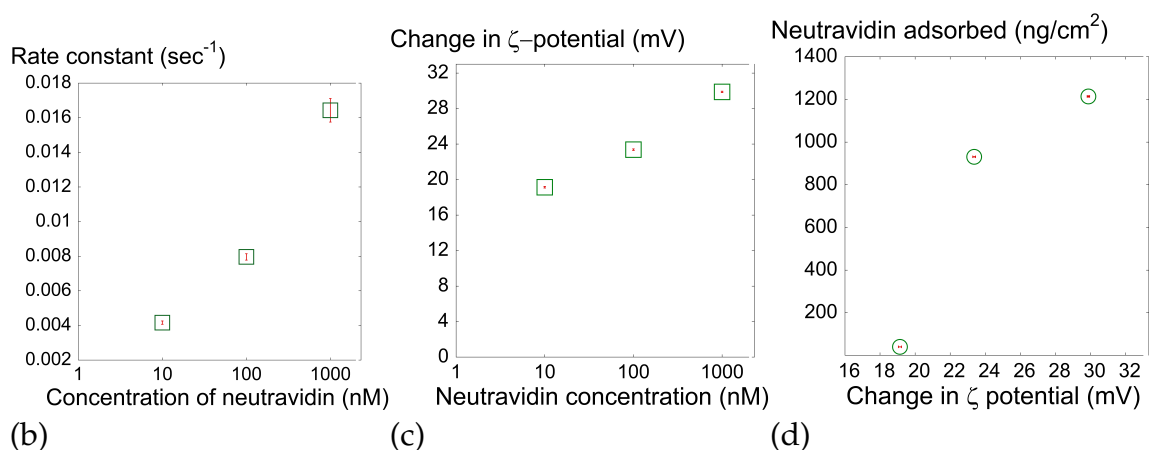 Rate constant (sec-1)
0.018
0.016
0.014
0.012
0.01
0.008
0.006
0.004
0.002
1 10 100 1000
Concentration of neutravidin (nM)
(b)
Change in ζ−potential (mV)
32
28
24
20
16
12
8
4
0
1 10 100 1000
Neutravidin concentration (nM)
(c)
Neutravidin adsorbed (ng/cm2)
1400
1200
1000
800
600
400
200
16 18 20 22 24 26 28 30 32
Change in ζ potential (mV)
(d)